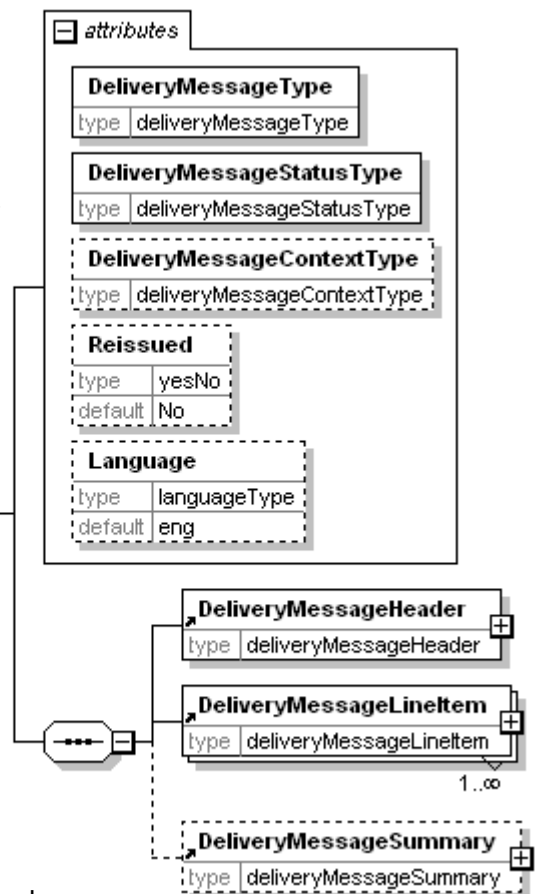 attributes
DeliveryMessageType
type deliveryMessageType
DeliveryMessageStatusType
type deliveryMessageStatusType
DeliveryMessageContextType
type deliveryMessageContextType
Reissued
type yesNo
default No
Language
type languageType
default eng
DeliveryMessageHeader
type deliveryMessageHeader
DeliveryMessageLineItem
type deliveryMessageLineItem
1..∞
DeliveryMessageSummary
type deliveryMessageSummary